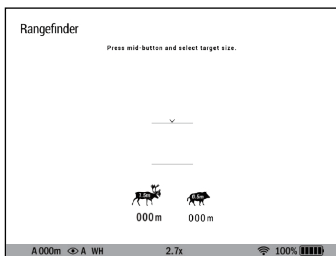 Rangefinder
Press mid-button and select target size.
000m 000m
A 000m A WH 2.7x 100%